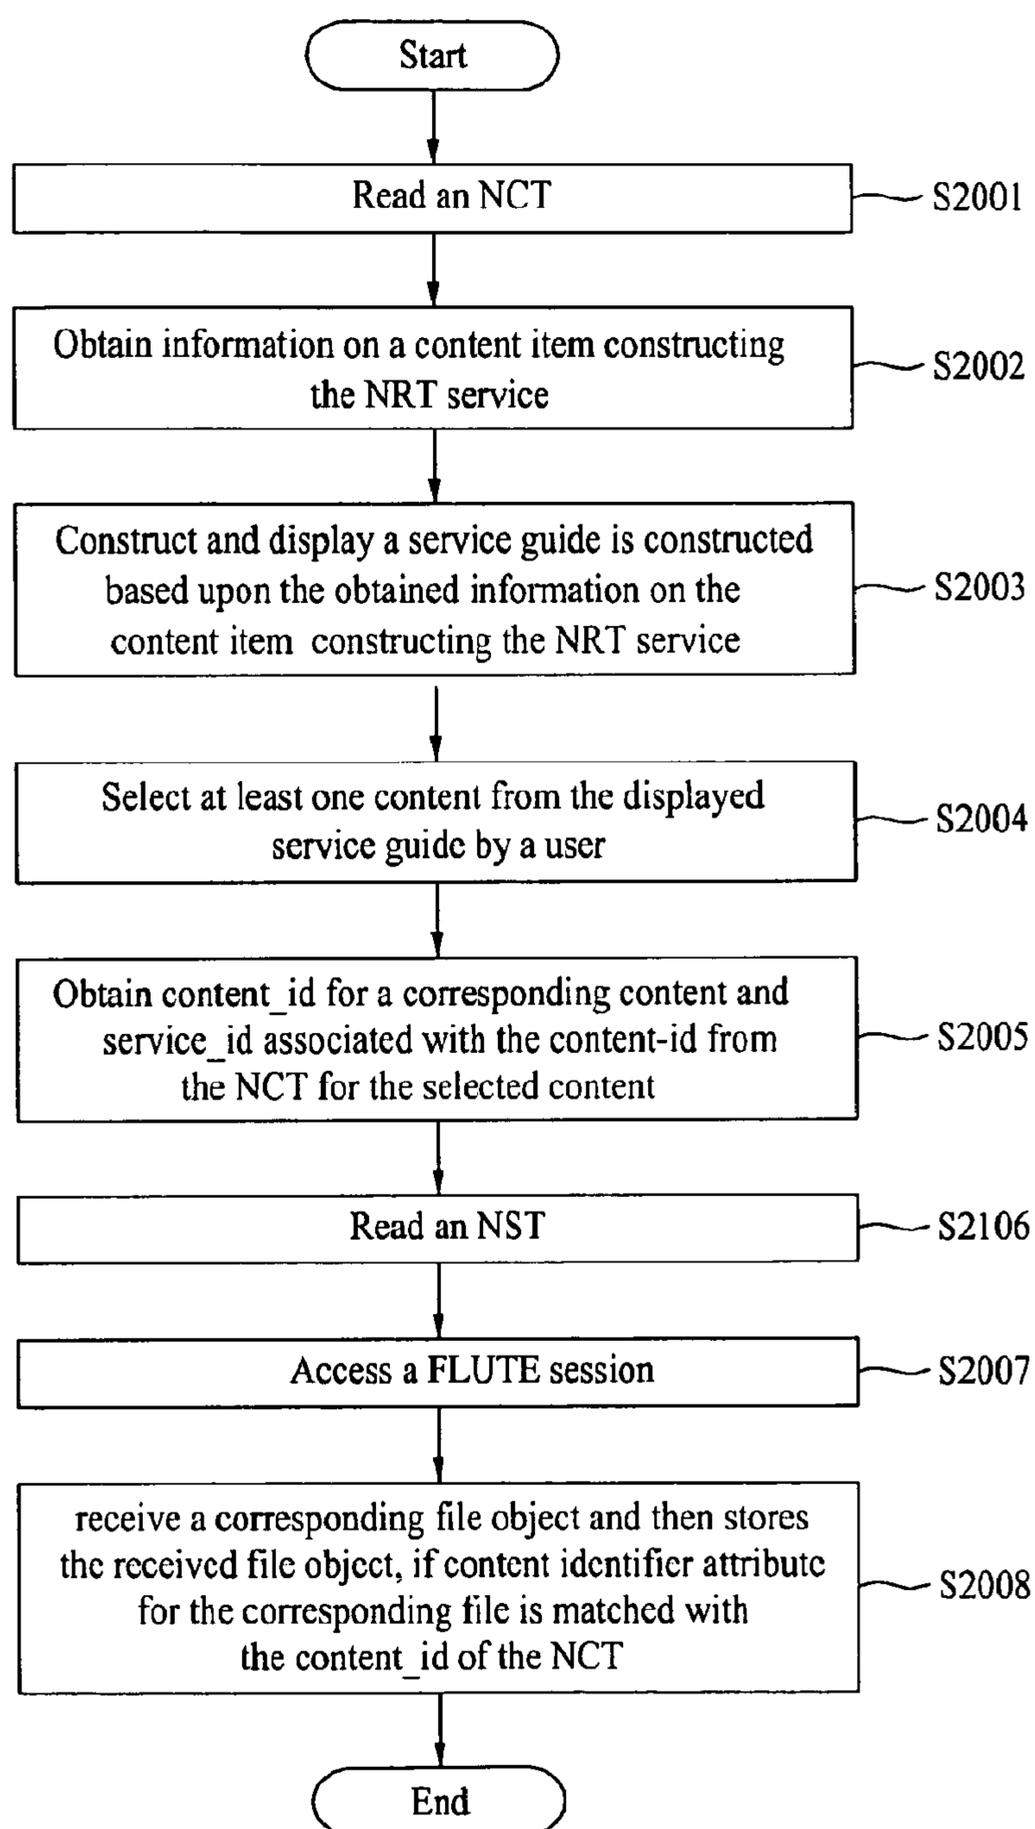 Start
Read an NCT
S2001
Obtain information on a content item constructing
the NRT service
S2002
Construct and display a service guide is constructed
based upon the obtained information on the
content item constructing the NRT service
S2003
Select at least one content from the displayed
service guide by a user
S2004
Obtain content_id for a corresponding content and
service_id associated with the content-id from
the NCT for the selected content
S2005
Read an NST
S2106
Access a FLUTE session
S2007
receive a corresponding file object and then stores
the received file object, if content identifier attribute
for the corresponding file is matched with
the content_id of the NCT
S2008
End